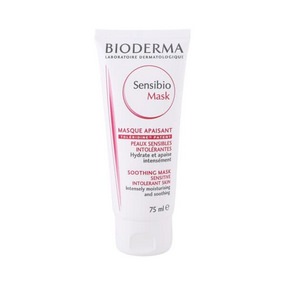 BIODERMA
LABORATOIRE DERMATOLOGIQUE
Sensibio
Mask
MASQUE APAISANT
PEAUX SENSIBLES
INTOLÉRANTES
Hydrate et apaise
intensément
SOOTHING MASK
SENSITIVE
INTOLERANT SKIN
Intensely moisturising
and soothing
75 ml ℮